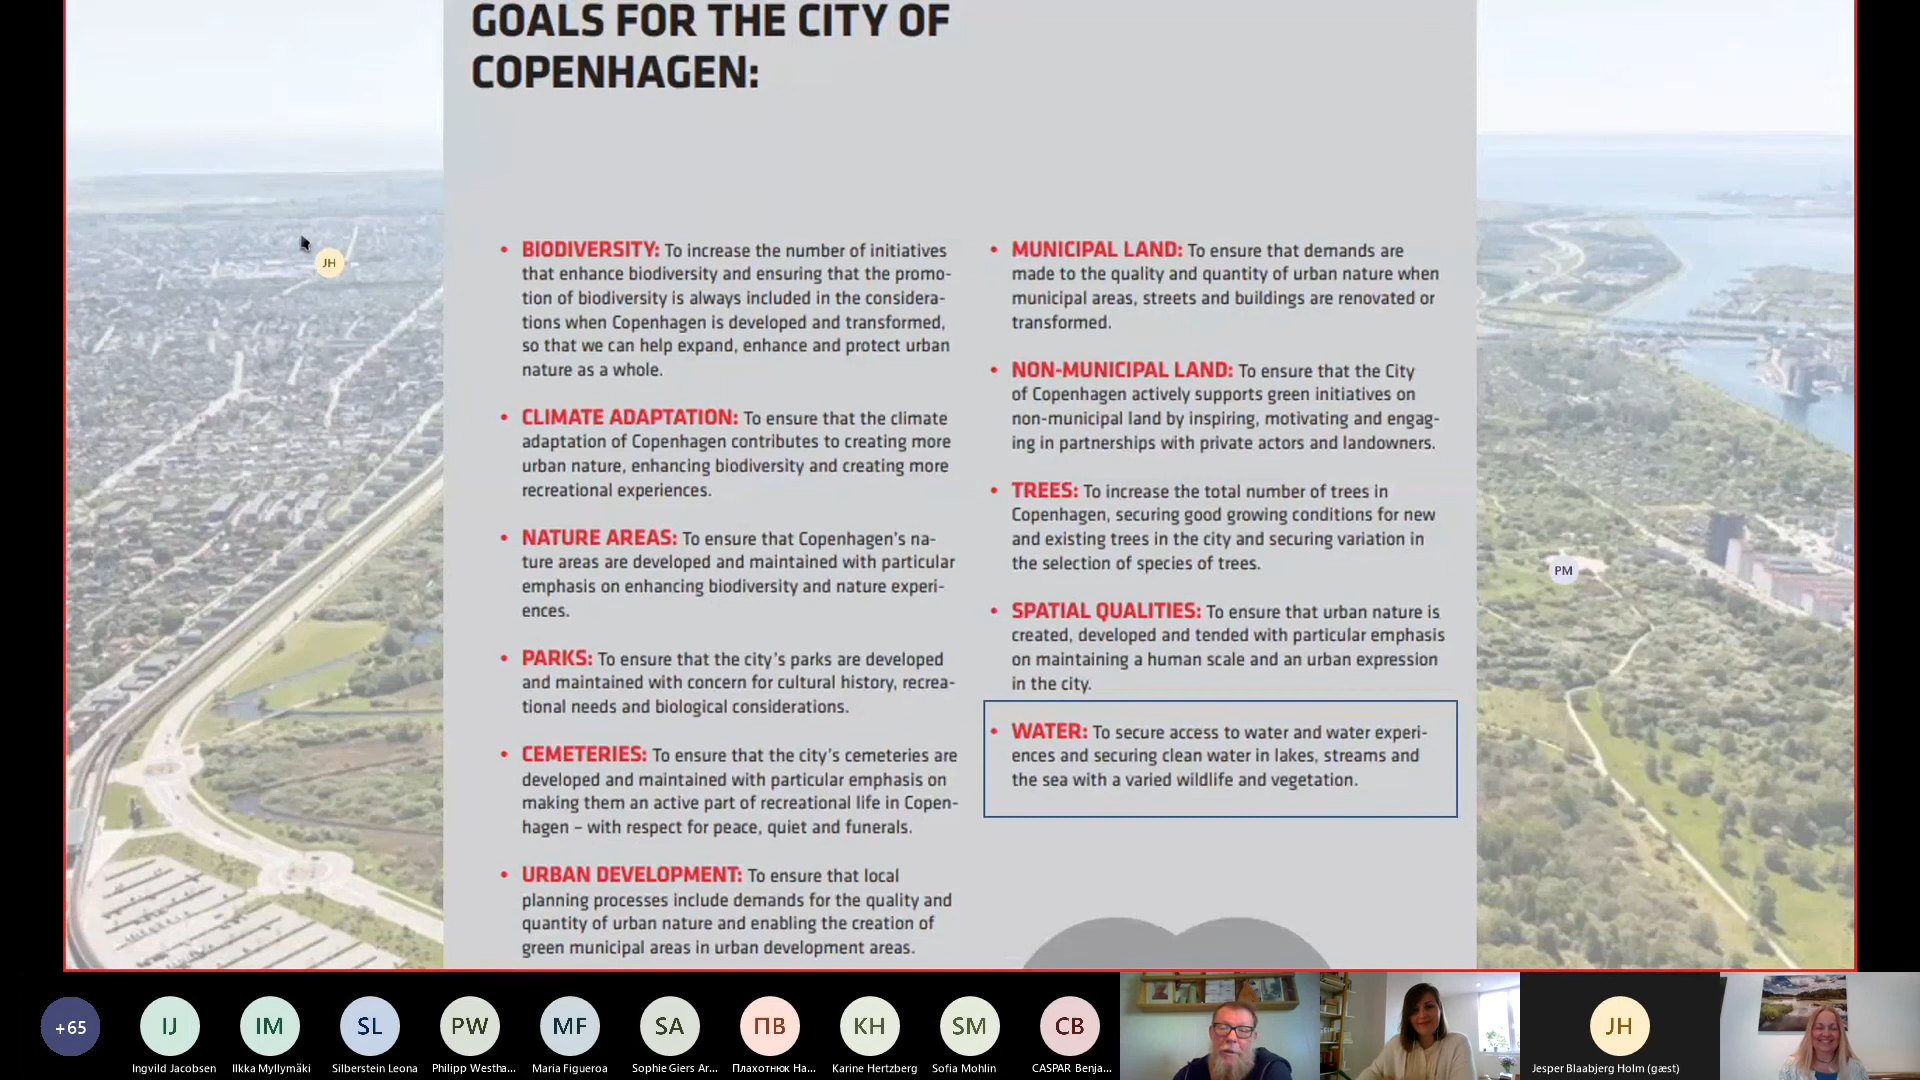 GOALS FOR THE CITY OF
COPENHAGEN:
• BIODIVERSITY: To increase the number of initiatives
that enhance biodiversity and ensuring that the promo-
tion of biodiversity is always included in the considera-
tions when Copenhagen is developed and transformed,
so that we can help expand, enhance and protect urban
nature as a whole.
• CLIMATE ADAPTATION: To ensure that the climate
adaptation of Copenhagen contributes to creating more
urban nature, enhancing biodiversity and creating more
recreational experiences.
• NATURE AREAS: To ensure that Copenhagen's na-
ture areas are developed and maintained with particular
emphasis on enhancing biodiversity and nature experi-
ences.
• PARKS: To ensure that the city's parks are developed
and maintained with concern for cultural history, recrea-
tional needs and biological considerations.
• CEMETERIES: To ensure that the city's cemeteries are
developed and maintained with particular emphasis on
making them an active part of recreational life in Copen-
hagen – with respect for peace, quiet and funerals.
• URBAN DEVELOPMENT: To ensure that local
planning processes include demands for the quality and
quantity of urban nature and enabling the creation of
green municipal areas in urban development areas.
• MUNICIPAL LAND: To ensure that demands are
made to the quality and quantity of urban nature when
municipal areas, streets and buildings are renovated or
transformed.
• NON-MUNICIPAL LAND: To ensure that the City
of Copenhagen actively supports green initiatives on
non-municipal land by inspiring, motivating and engag-
ing in partnerships with private actors and landowners.
• TREES: To increase the total number of trees in
Copenhagen, securing good growing conditions for new
and existing trees in the city and securing variation in
the selection of species of trees.
• SPATIAL QUALITIES: To ensure that urban nature is
created, developed and tended with particular emphasis
on maintaining a human scale and an urban expression
in the city.
• WATER: To secure access to water and water experi-
ences and securing clean water in lakes, streams and
the sea with a varied wildlife and vegetation.
JH
PM
+65
IJ
IM
SL
PW
MF
SA
ПВ
KH
SM
CB
JH
Ingvild Jacobsen
Ilkka Myllymäki
Silberstein Leona
Philipp Westha...
Maria Figueroa
Sophie Giers Ar...
Плахотнюк На...
Karine Hertzberg
Sofia Mohlin
CASPAR Benja...
Jesper Blaabjerg Holm (gæst)